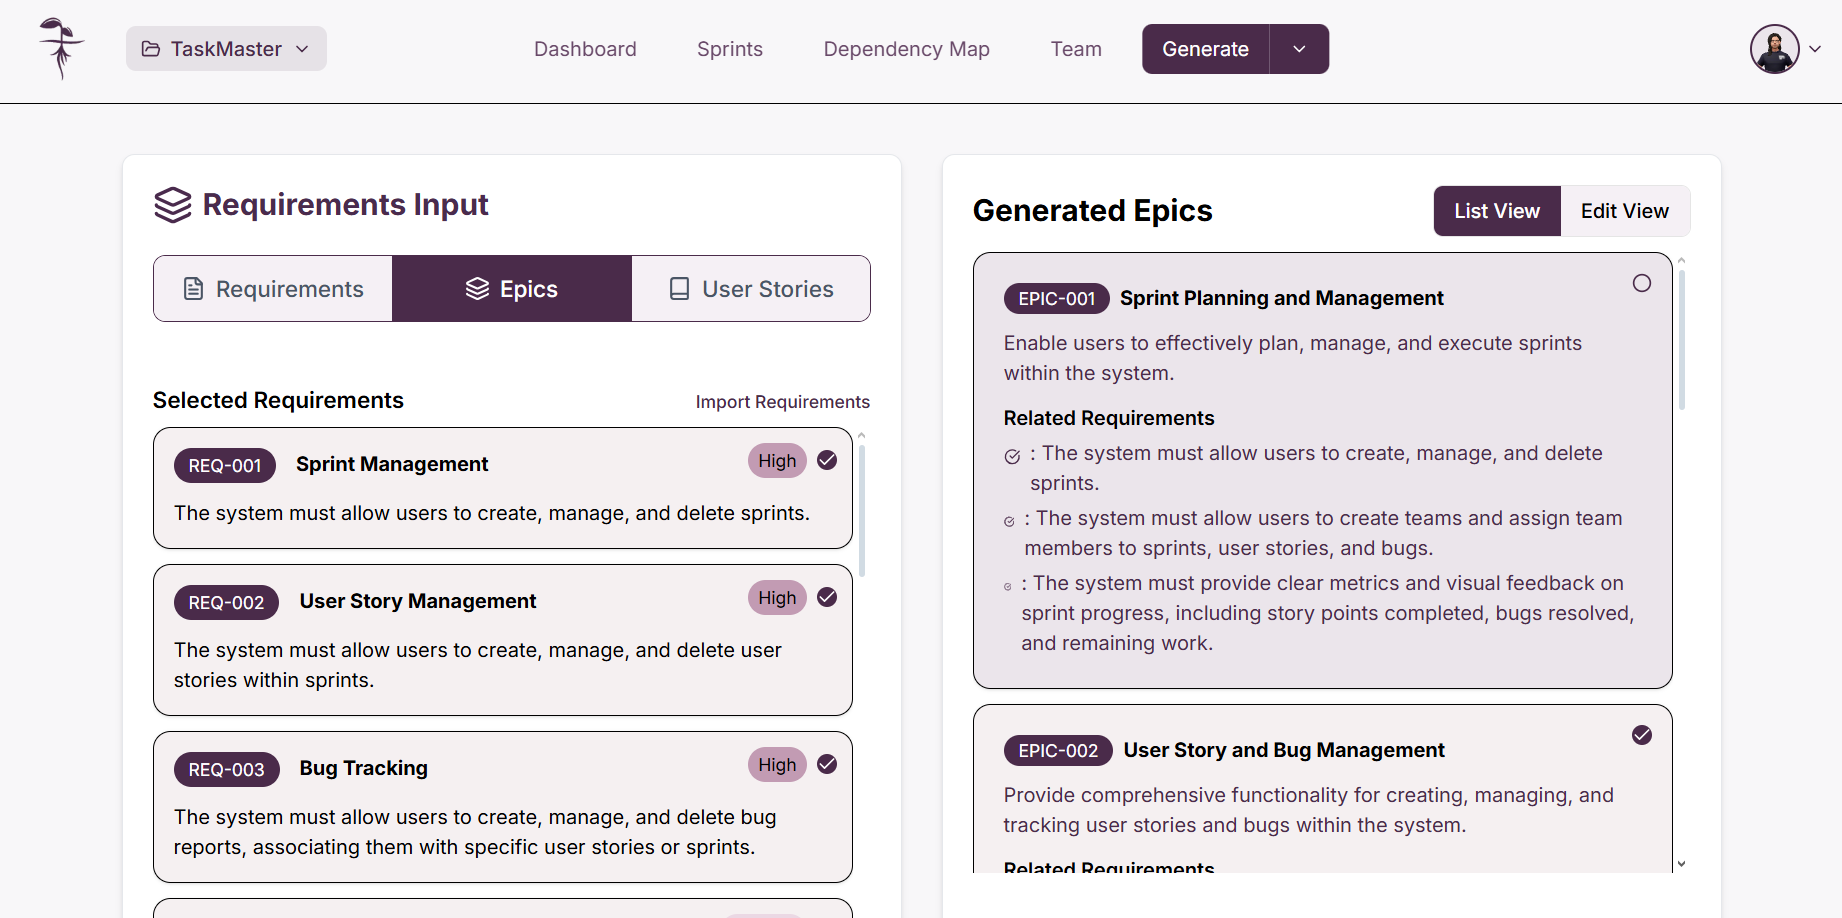 TaskMaster
Dashboard
Sprints
Dependency Map
Team
Generate
Requirements Input
Requirements
Epics
User Stories
Selected Requirements
Import Requirements
REQ-001
Sprint Management
High
The system must allow users to create, manage, and delete sprints.
REQ-002
User Story Management
High
The system must allow users to create, manage, and delete user
stories within sprints.
REQ-003
Bug Tracking
High
The system must allow users to create, manage, and delete bug
reports, associating them with specific user stories or sprints.
Generated Epics
List View
Edit View
EPIC-001
Sprint Planning and Management
Enable users to effectively plan, manage, and execute sprints
within the system.
Related Requirements
: The system must allow users to create, manage, and delete
sprints.
: The system must allow users to create teams and assign team
members to sprints, user stories, and bugs.
: The system must provide clear metrics and visual feedback on
sprint progress, including story points completed, bugs resolved,
and remaining work.
EPIC-002
User Story and Bug Management
Provide comprehensive functionality for creating, managing, and
tracking user stories and bugs within the system.
Related Requirements